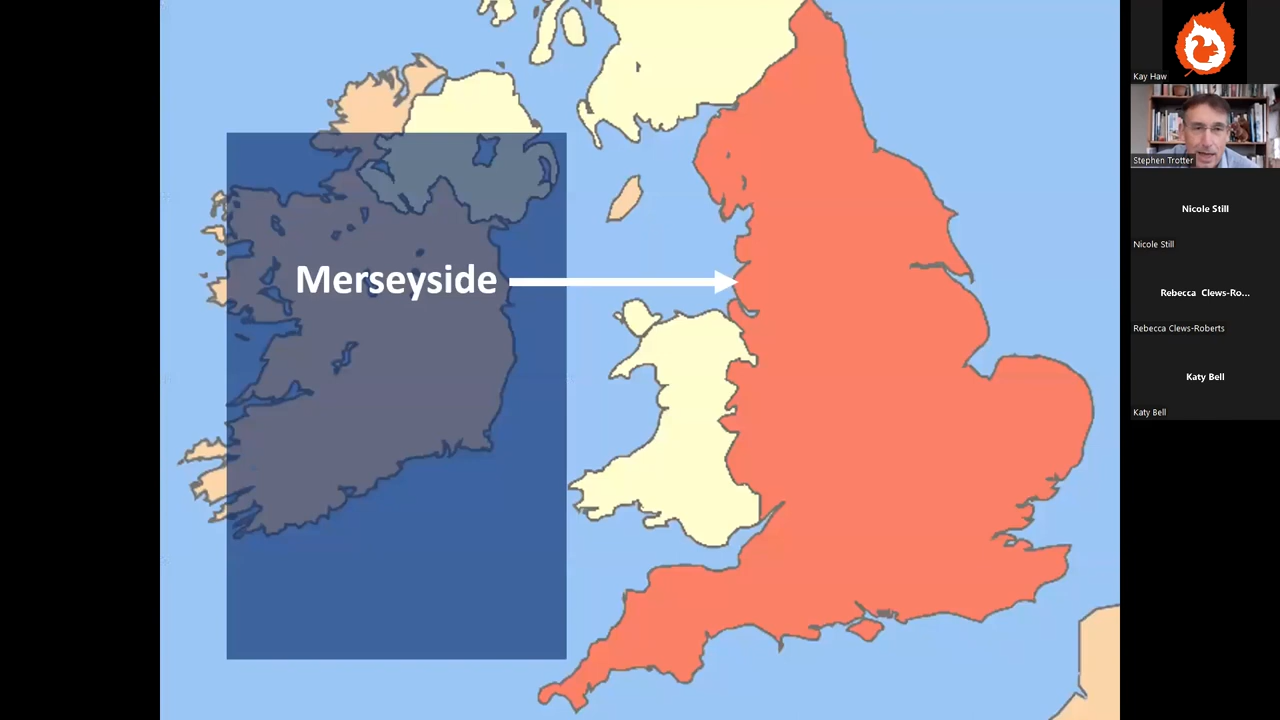 Merseyside
Kay Haw
Stephen Trotter
Nicole Still
Nicole Still
Rebecca Clews-Ro...
Rebecca Clews-Roberts
Katy Bell
Katy Bell